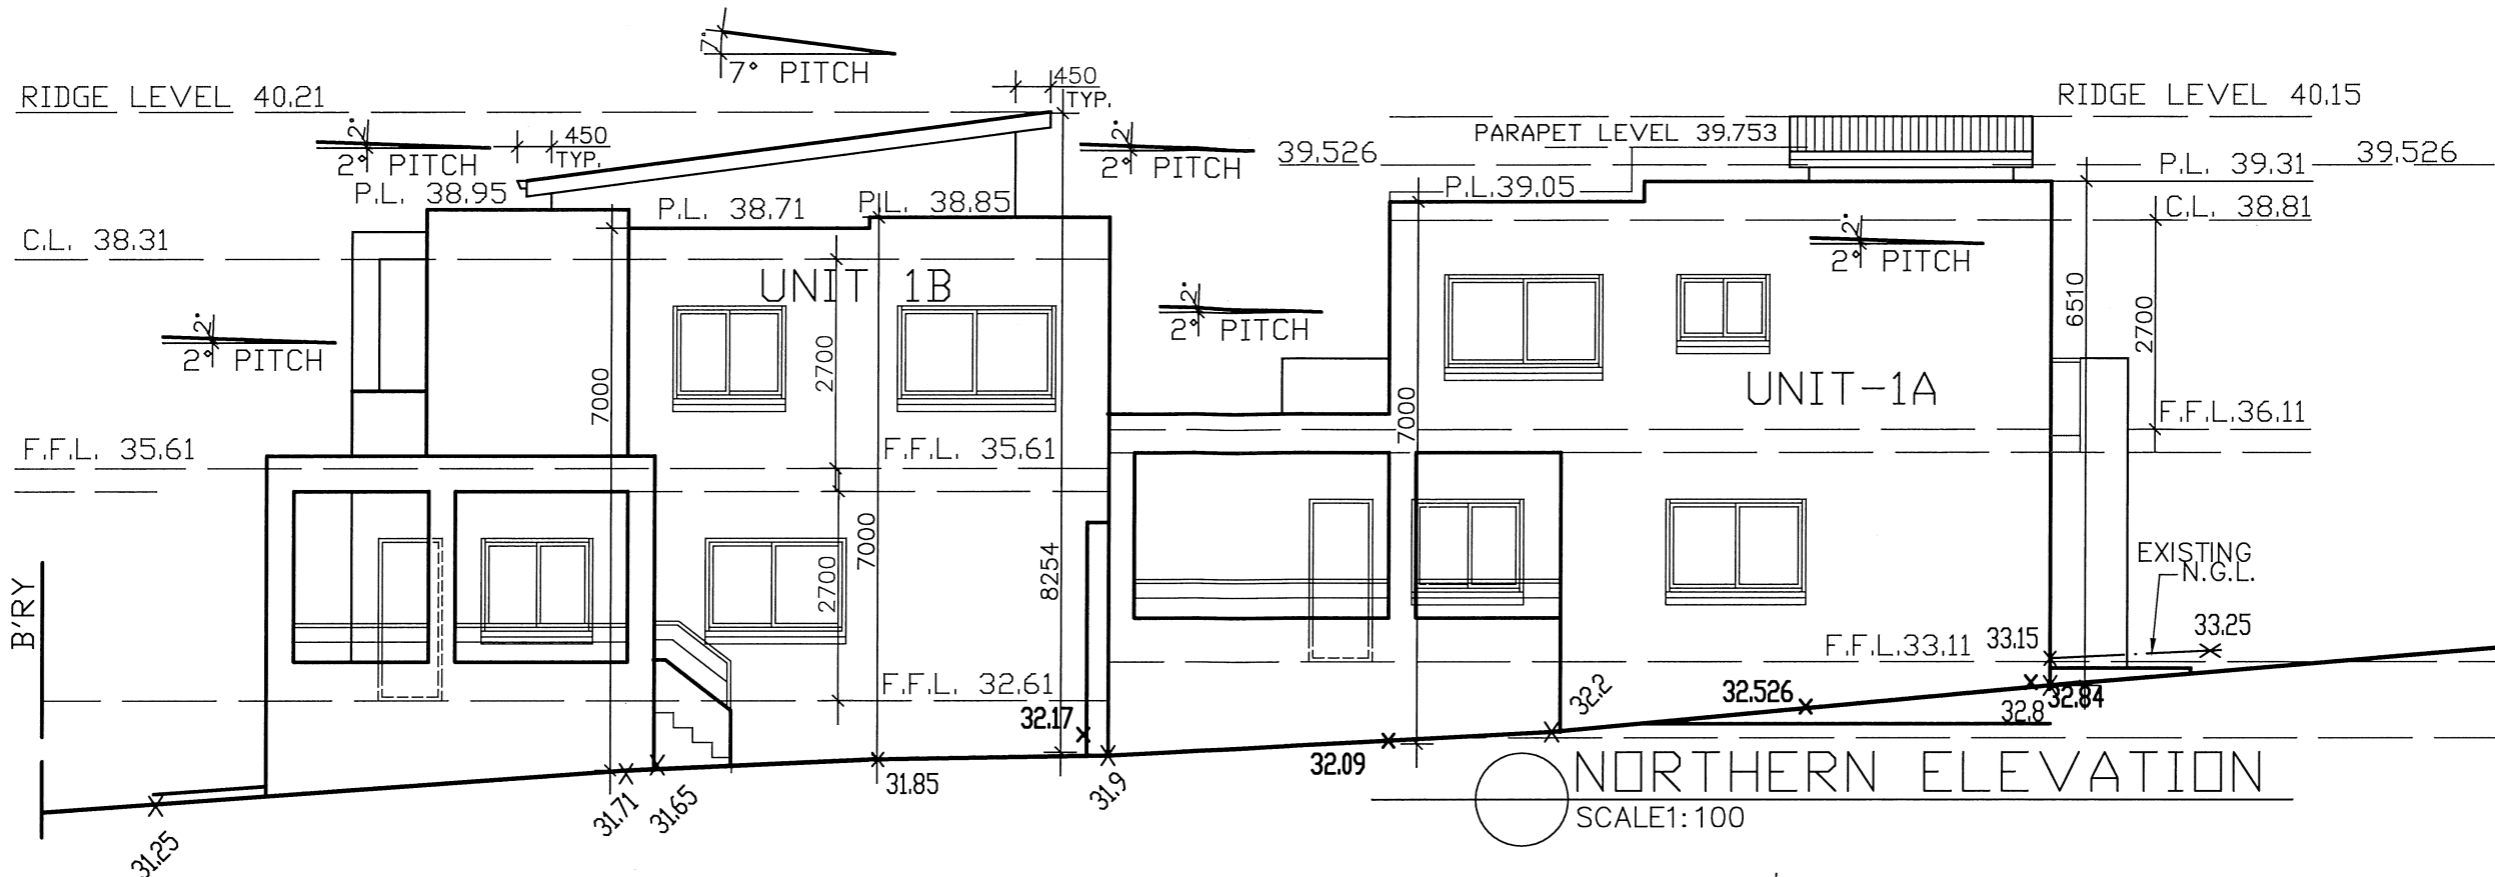 7°
7° PITCH
450
TYP.
RIDGE LEVEL 40.21
RIDGE LEVEL 40.15
2°
2° PITCH
450
TYP.
2°
2° PITCH
PARAPET LEVEL 39.753
39.526
P.L. 39.31
39.526
P.L. 38.95
P.L. 38.71
P.L. 38.85
P.L.39.05
C.L. 38.81
C.L. 38.31
UNIT 1B
2°
2° PITCH
2°
2° PITCH
2°
2° PITCH
6510
2700
7000
2700
7000
UNIT-1A
F.F.L.36.11
F.F.L. 35.61
F.F.L. 35.61
7000
8254
2700
B'RY
EXISTING
N.G.L.
F.F.L.33.11
33.15
33.25
F.F.L. 32.61
32.17
32.2
32.526
32.84
32.8
31.25
31.71
31.65
31.85
31.9
32.09
NORTHERN ELEVATION
SCALE1:100